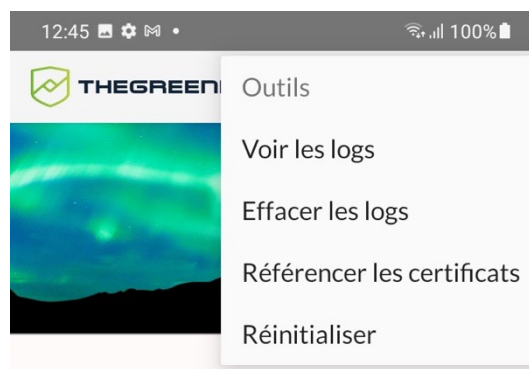 12:45 100%
THEGREEN
Outils
Voir les logs
Effacer les logs
Référencer les certificats
Réinitialiser